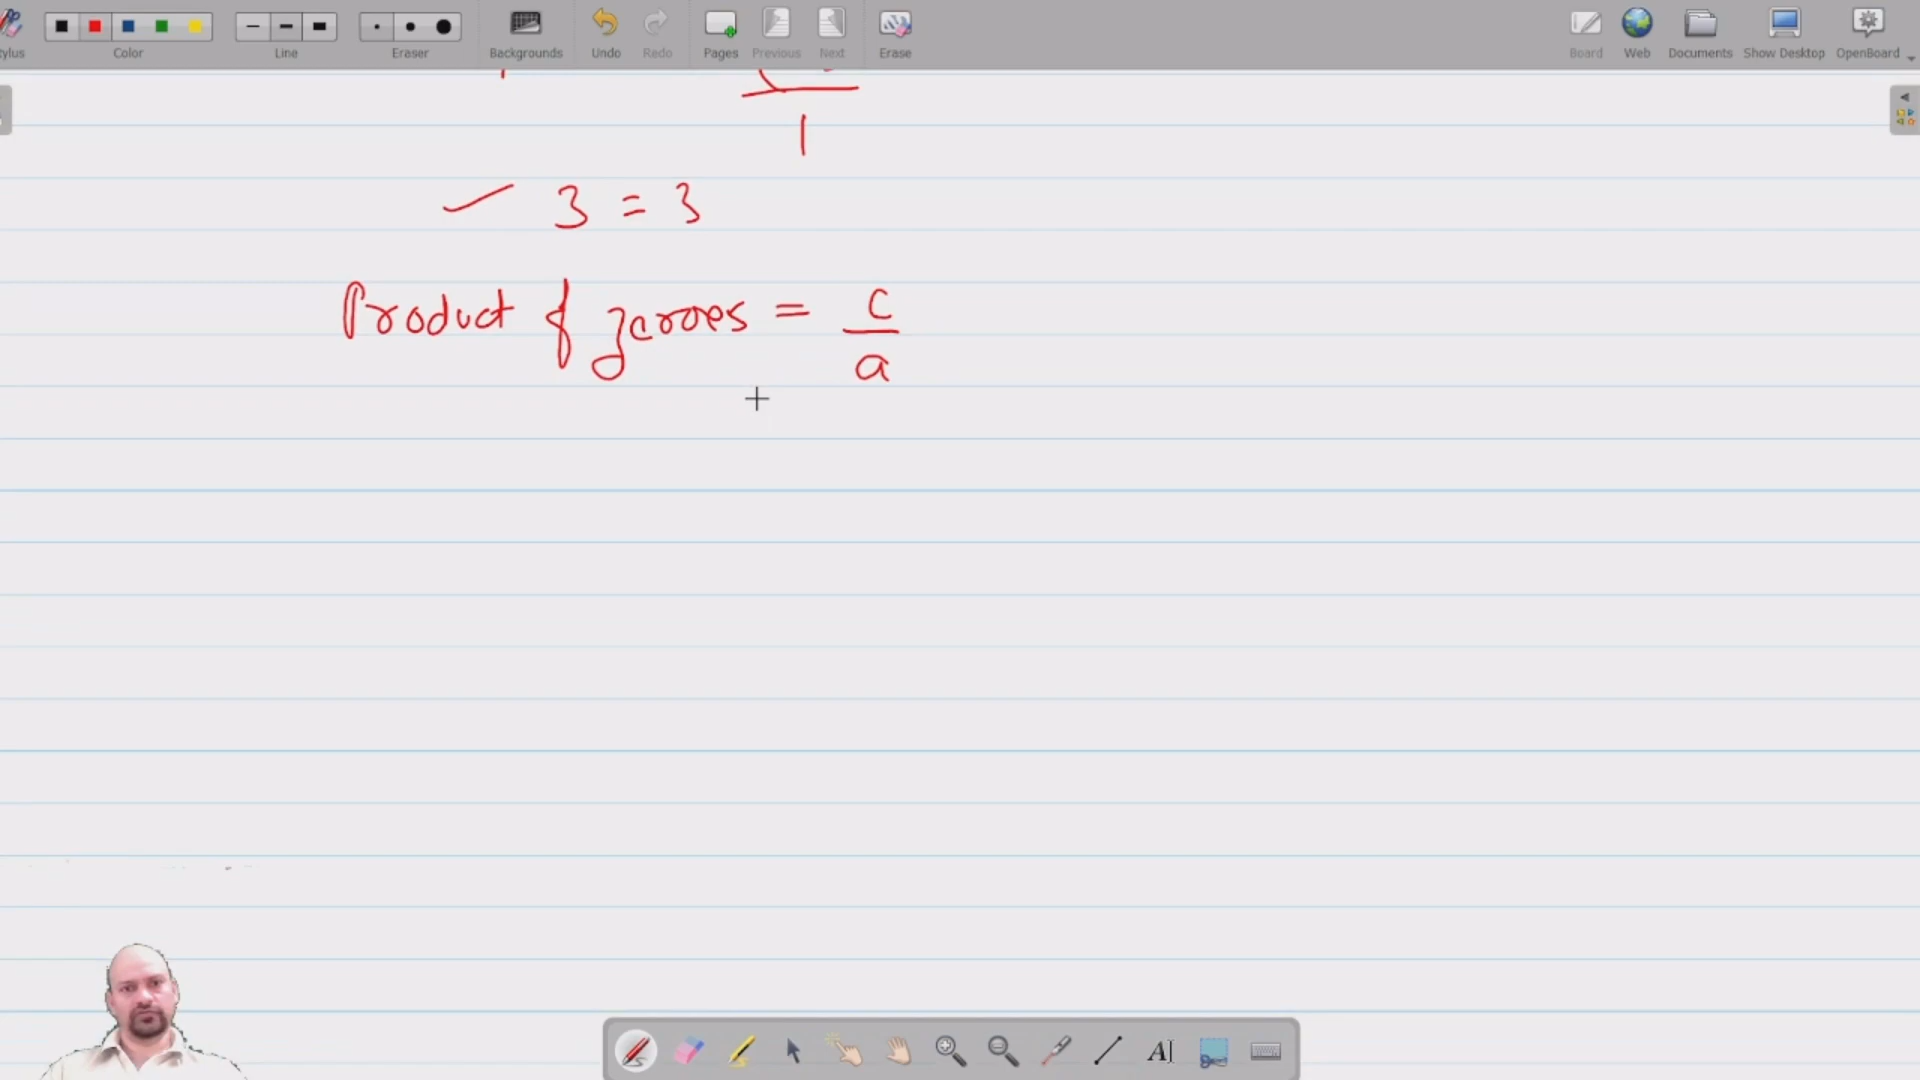 Stylus Color Line Eraser Backgrounds Undo Redo Pages Previous Next Erase Board Web Documents Show Desktop OpenBoard
1
3 = 3
Product of zeroes = c
a